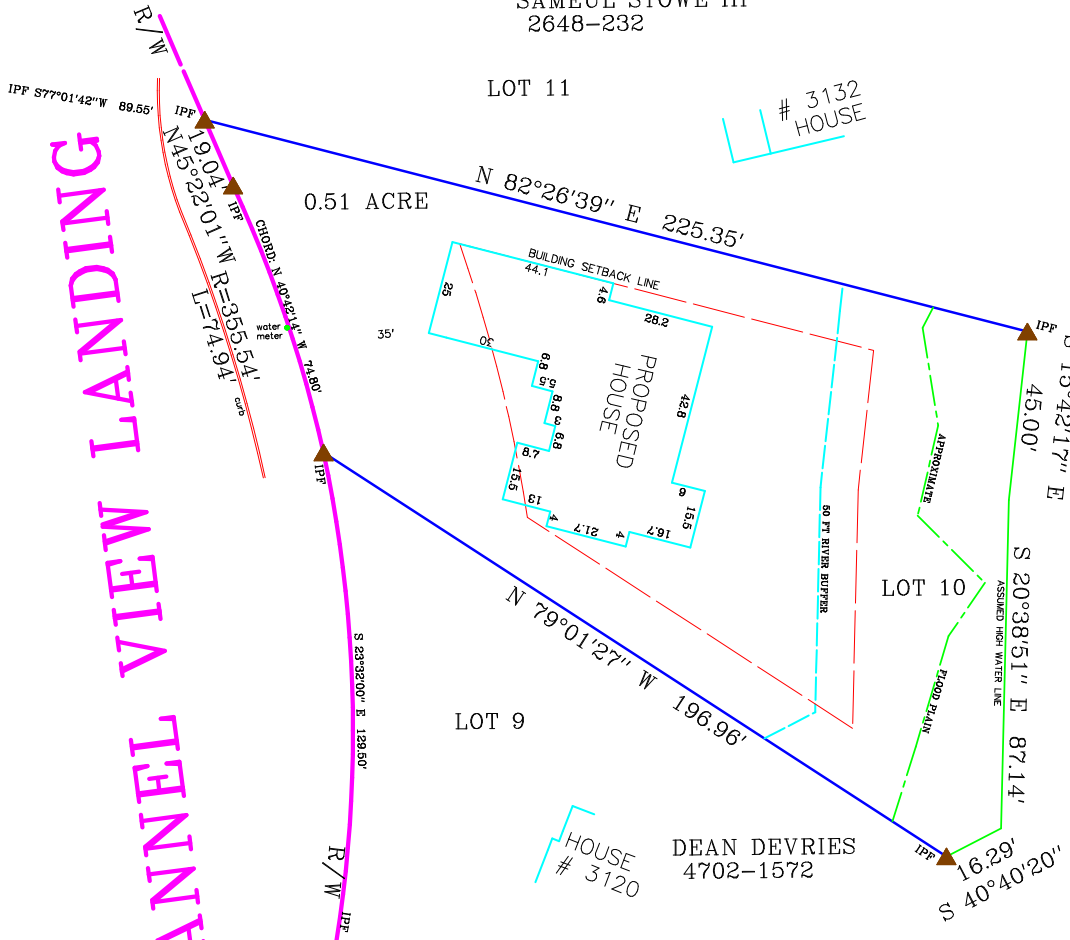 SAMEUL STOWE III
2648-232
R/W
LOT 11
# 3132
HOUSE
IPF S77°01'42"W 89.55'
IPF
19.04'
N45°22'01"W R=355.54'
L=74.94'
IPF
CHORD: N 40°42'14" W 74.80'
0.51 ACRE
N 82°26'39" E 225.35'
BUILDING SETBACK LINE
44.1
25
4.6
28.2
30
35'
water
meter
curb
PROPOSED
HOUSE
42.8
6.8
5.5
8.8
3
6.8
8.7
15.5
13
4
21.7
4
16.7
15.5
6
IPF
45.00'
15°42'17" E
IPF
APPROXIMATE
50 FT RIVER BUFFER
LOT 10
ASSUMED HIGH WATER LINE
S 20°38'51" E 87.14'
FLOOD PLAIN
N 79°01'27" W 196.96'
S 23°32'00" E 129.50'
LOT 9
HOUSE
# 3120
DEAN DEVRIES
4702-1572
IPF
16.29'
S 40°40'20"
R/W
IPF
ANNEL VIEW LANDING